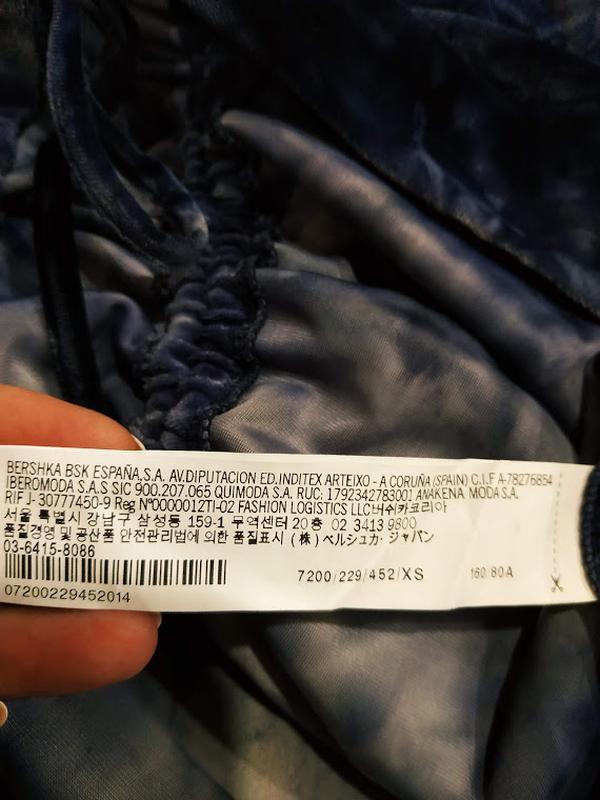 BERSHKA BSK ESPAÑA,S.A. AV.DIPUTACION ED.INDITEX ARTEIXO - A CORUÑA (SPAIN) C.I.F A-78276854
IBEROMODA S.A.S SIC 900.207.065 QUIMODA S.A. RUC: 1792342783001 ANAKENA MODA S.A.
RIF J- 30777450-9 Reg Nº0000012TI-02 FASHION LOGISTICS LLC버쉬카코리아
서울 특별시 강남구 삼성동 159-1 무역센터 20층 02 3413 9800
품질경영 및 공산품 안전관리법에 의한 품질표시 (株) ベルシュカ・ジャパン
03-6415-8086
7200/229/452/XS 160/80A
07200229452014